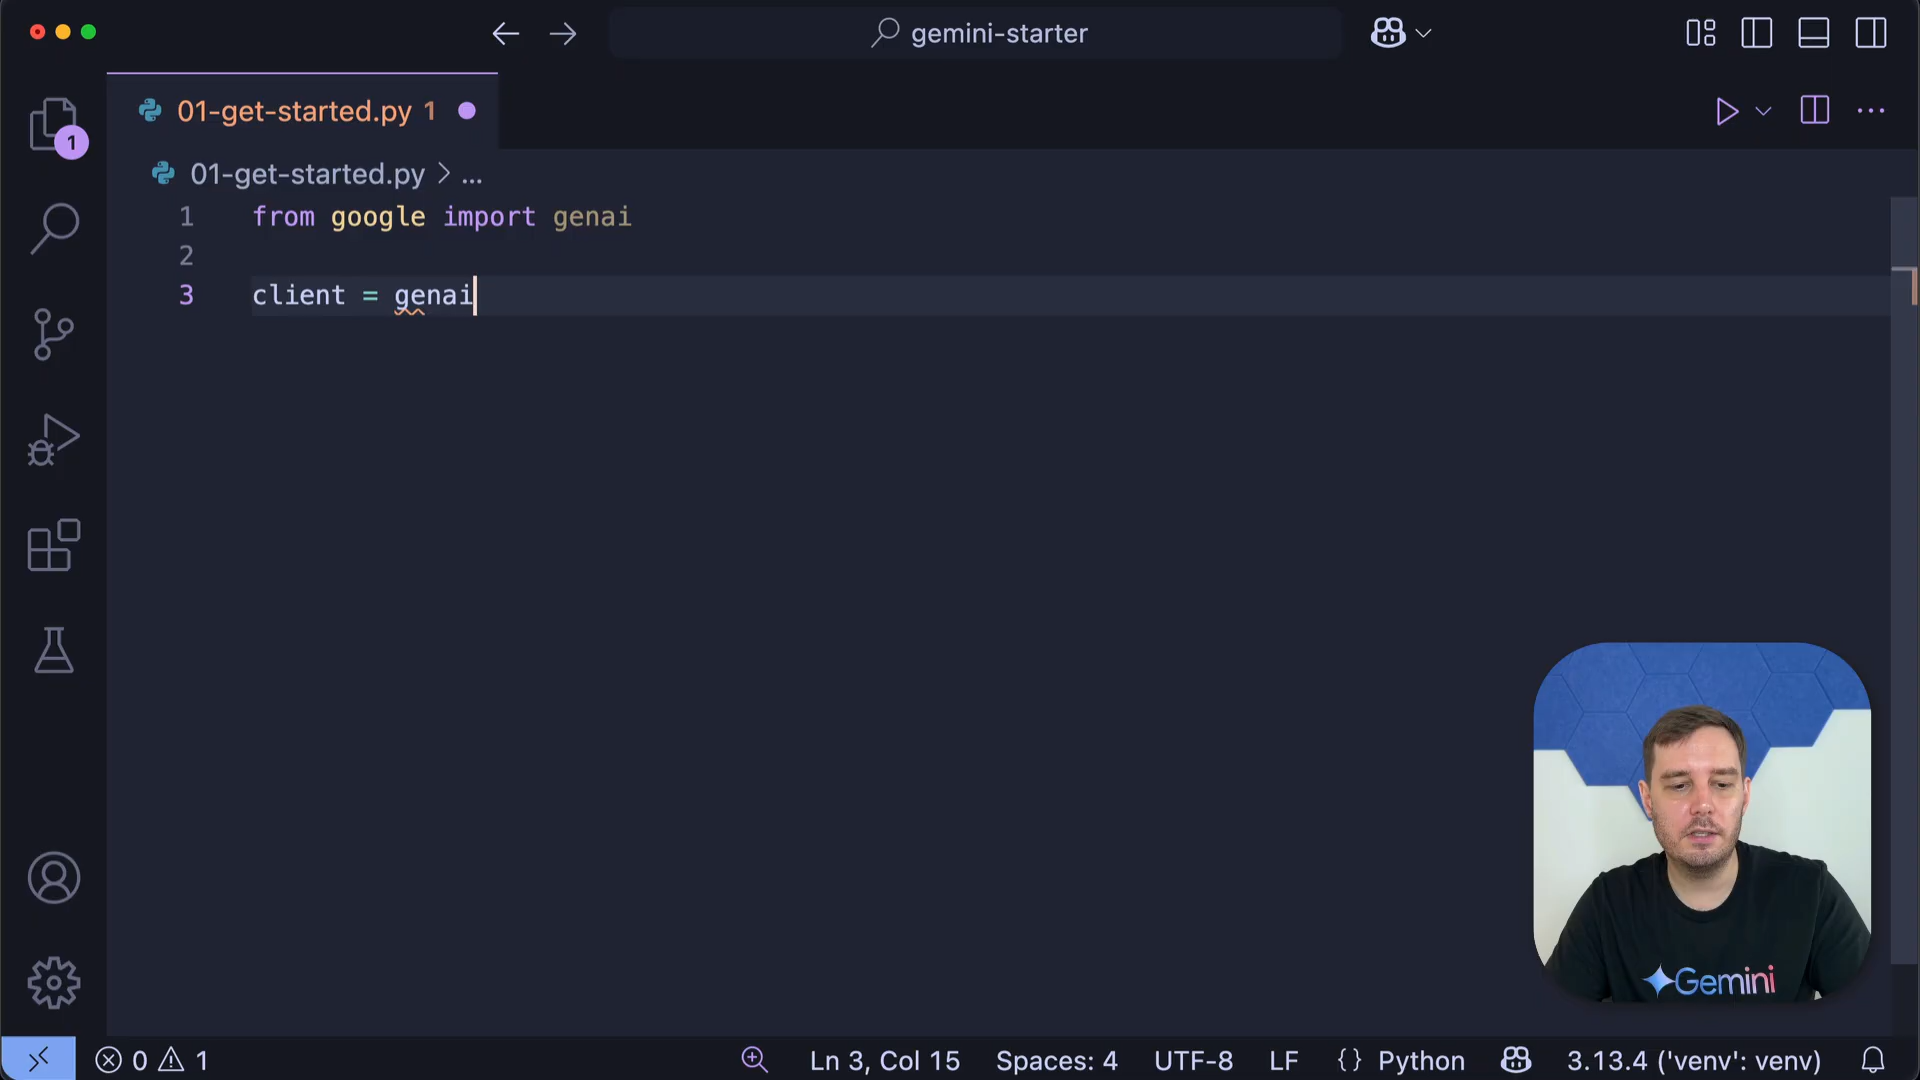 gemini-starter
01-get-started.py 1
1
01-get-started.py > ...
1 from google import genai
2
3 client = genai
Gemini
0 1
Ln 3, Col 15 Spaces: 4 UTF-8 LF {} Python 3.13.4 ('venv': venv)